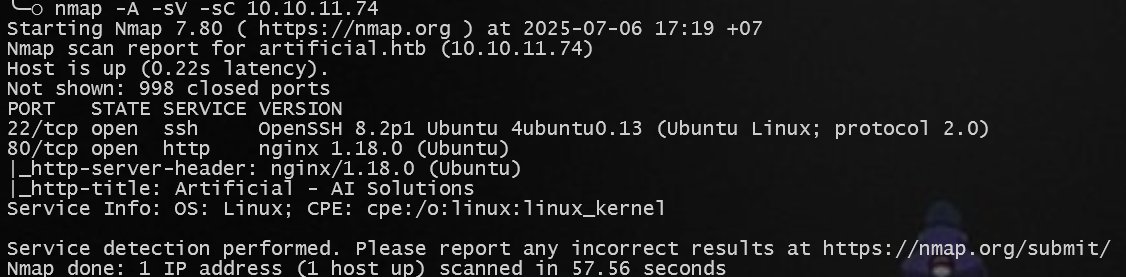 ╰─○ nmap -A -sV -sC 10.10.11.74
Starting Nmap 7.80 ( https://nmap.org ) at 2025-07-06 17:19 +07
Nmap scan report for artificial.htb (10.10.11.74)
Host is up (0.22s latency).
Not shown: 998 closed ports
PORT   STATE SERVICE VERSION
22/tcp open  ssh     OpenSSH 8.2p1 Ubuntu 4ubuntu0.13 (Ubuntu Linux; protocol 2.0)
80/tcp open  http    nginx 1.18.0 (Ubuntu)
|_http-server-header: nginx/1.18.0 (Ubuntu)
|_http-title: Artificial - AI Solutions
Service Info: OS: Linux; CPE: cpe:/o:linux:linux_kernel

Service detection performed. Please report any incorrect results at https://nmap.org/submit/
Nmap done: 1 IP address (1 host up) scanned in 57.56 seconds